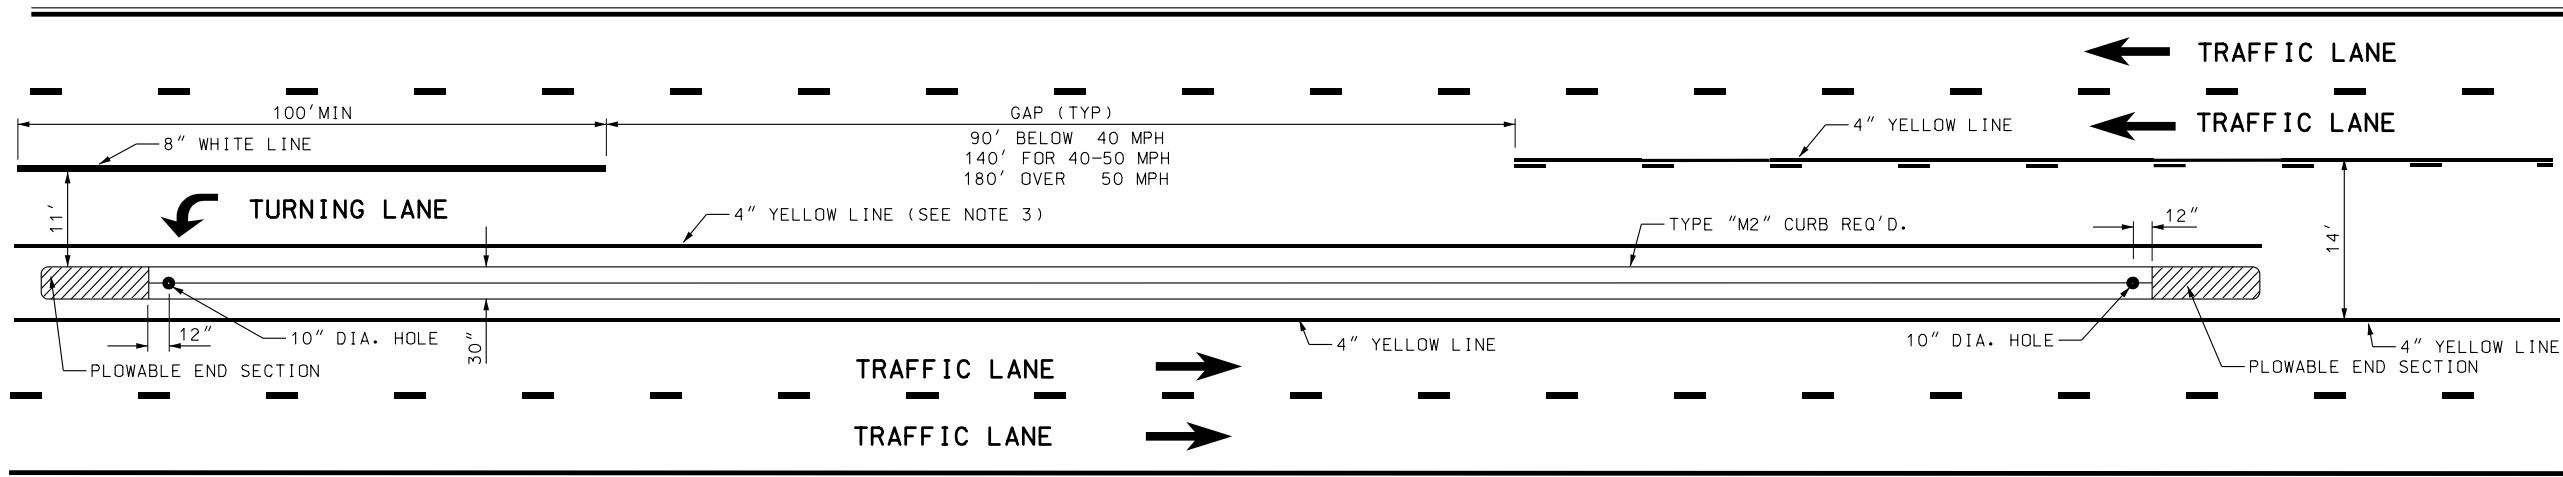 TRAFFIC LANE
100'MIN
GAP (TYP)
90' BELOW 40 MPH
140' FOR 40-50 MPH
180' OVER 50 MPH
4" YELLOW LINE
TRAFFIC LANE
8" WHITE LINE
11'
TURNING LANE
4" YELLOW LINE (SEE NOTE 3)
TYPE "M2" CURB REQ'D.
12"
14'
12"
10" DIA. HOLE
30"
PLOWABLE END SECTION
4" YELLOW LINE
10" DIA. HOLE
4" YELLOW LINE
PLOWABLE END SECTION
TRAFFIC LANE
TRAFFIC LANE